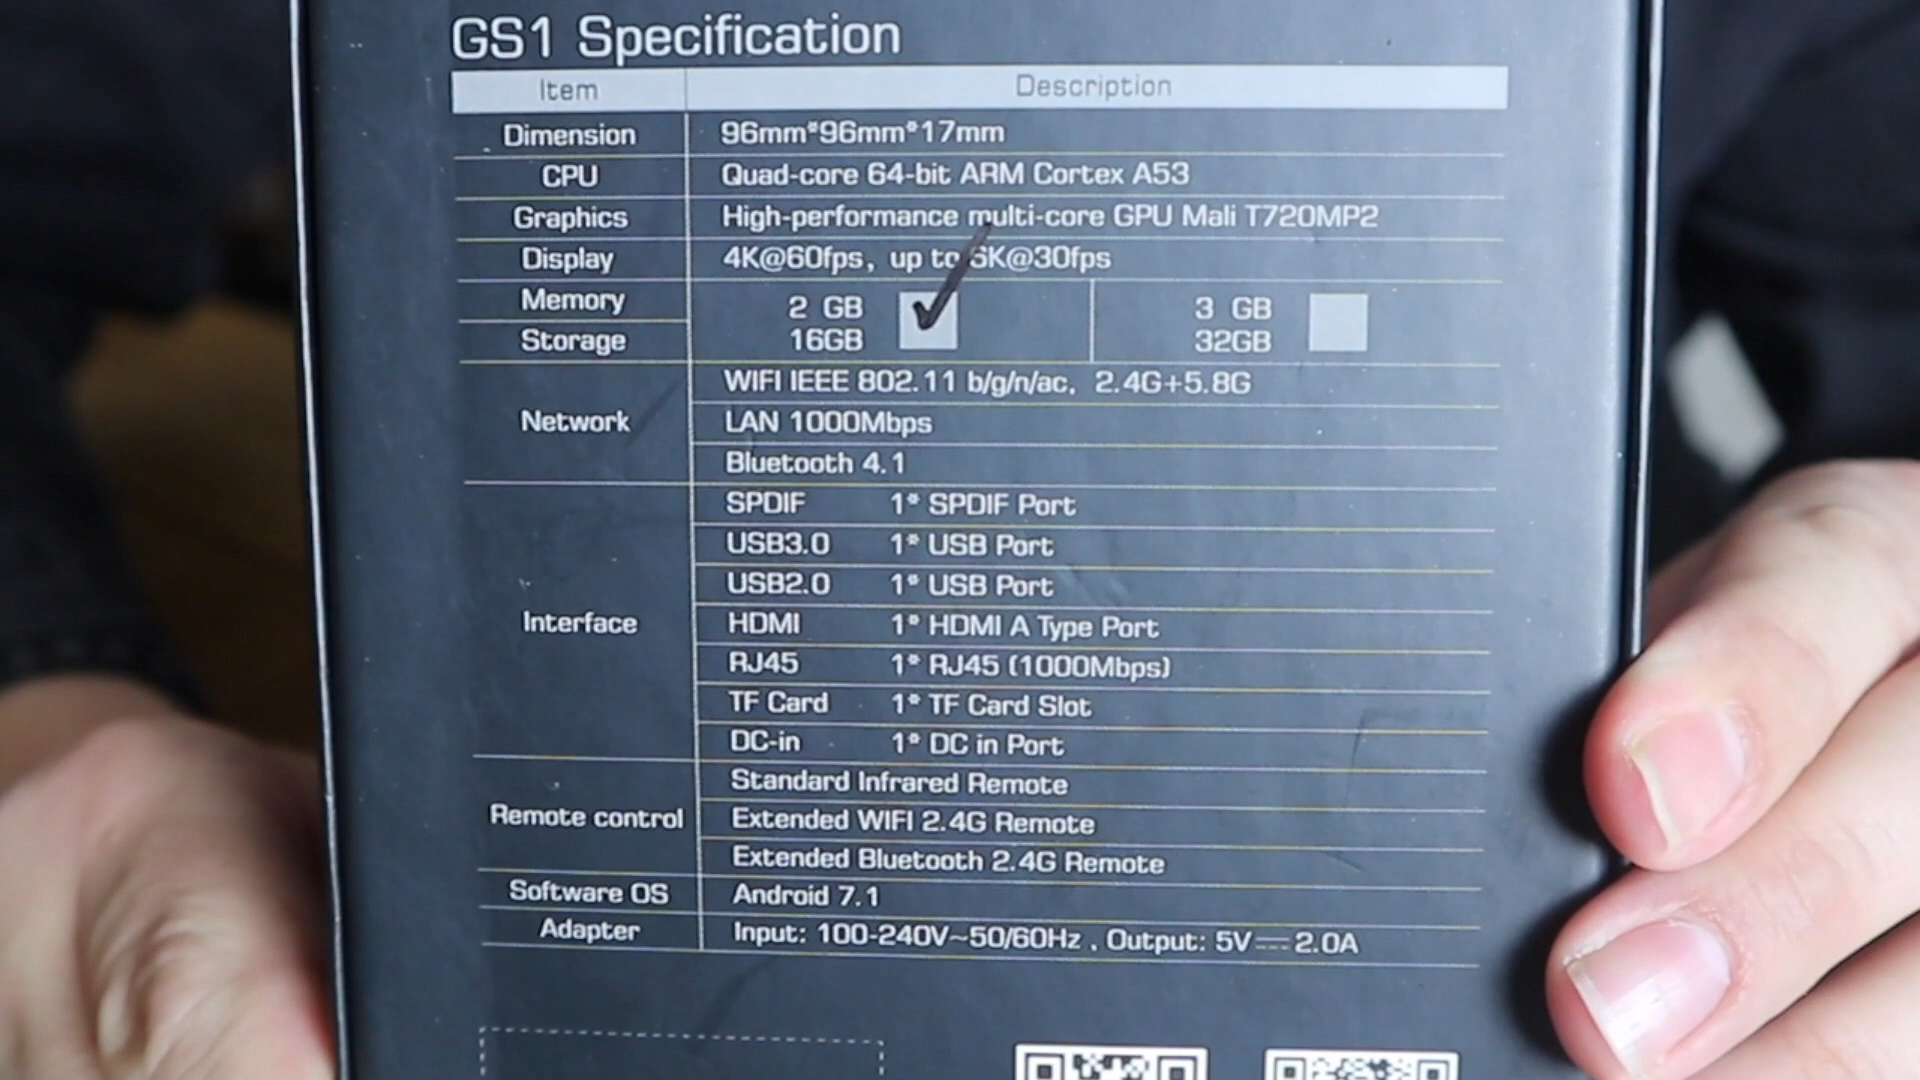 GS1 Specification
Item Description
Dimension 96mm*96mm*17mm
CPU Quad-core 64-bit ARM Cortex A53
Graphics High-performance multi-core GPU Mali T720MP2
Display 4K@60fps, up to 6K@30fps
Memory 2 GB 3 GB
Storage 16GB 32GB
Network
WIFI IEEE 802.11 b/g/n/ac, 2.4G+5.8G
LAN 1000Mbps
Bluetooth 4.1
Interface
SPDIF 1* SPDIF Port
USB3.0 1* USB Port
USB2.0 1* USB Port
HDMI 1* HDMI A Type Port
RJ45 1* RJ45 (1000Mbps)
TF Card 1* TF Card Slot
DC-in 1* DC in Port
Remote control
Standard Infrared Remote
Extended WIFI 2.4G Remote
Extended Bluetooth 2.4G Remote
Software OS Android 7.1
Adapter Input: 100-240V~50/60Hz , Output: 5V⎓2.0A